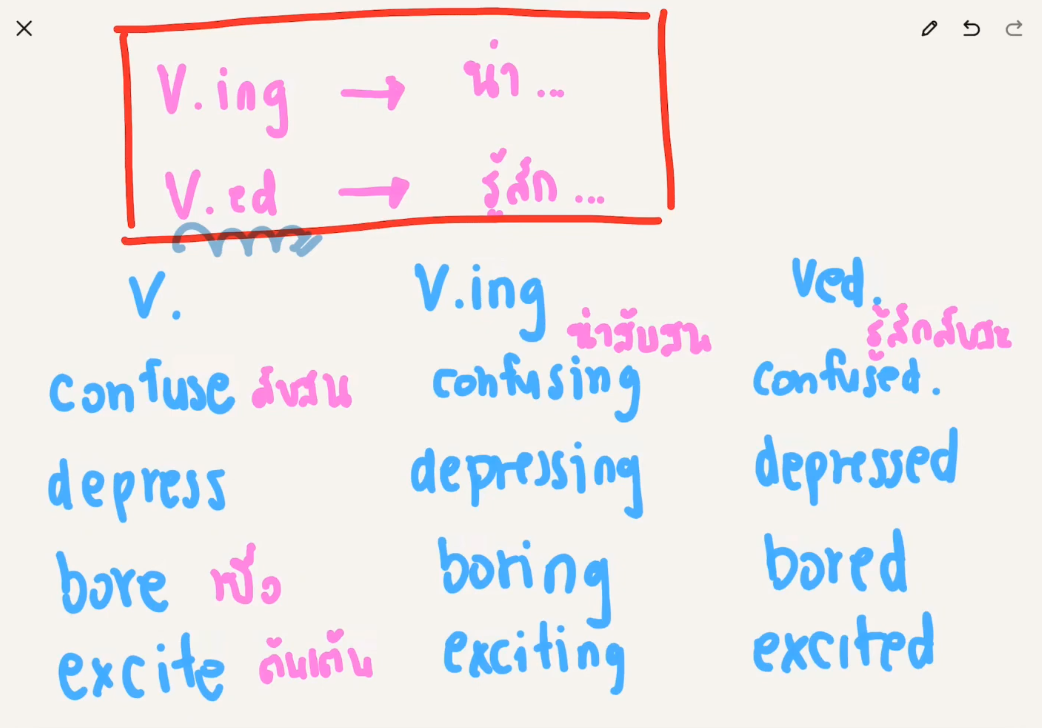 V.ing → น่า ...
V.ed → รู้สึก ...
V. V.ing Ved.
น่าสับสน รู้สึกสับสน
confuse สับสน confusing confused.
depress depressing depressed
bore เบื่อ boring bored
excite ตื่นเต้น exciting excited